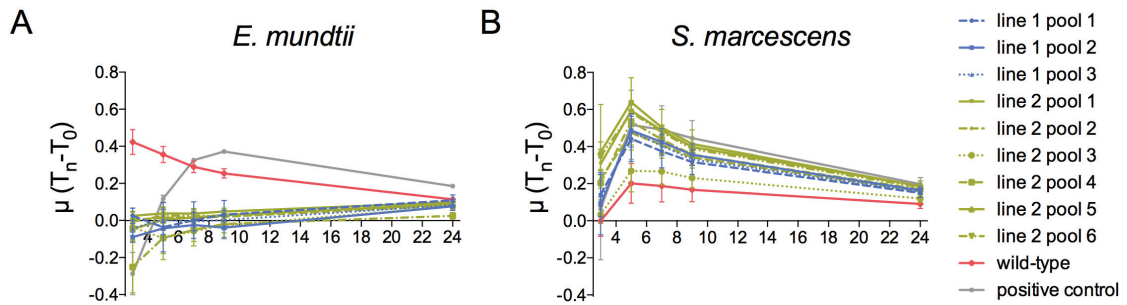 A
E. mundtii
μ (Tn-T0)
0.8
0.6
0.4
0.2
0.0
-0.2
-0.4
4 6 8 10 12 14 16 18 20 22 24
B
S. marcescens
μ (Tn-T0)
0.8
0.6
0.4
0.2
0.0
-0.2
-0.4
4 6 8 10 12 14 16 18 20 22 24
line 1 pool 1
line 1 pool 2
line 1 pool 3
line 2 pool 1
line 2 pool 2
line 2 pool 3
line 2 pool 4
line 2 pool 5
line 2 pool 6
wild-type
positive control